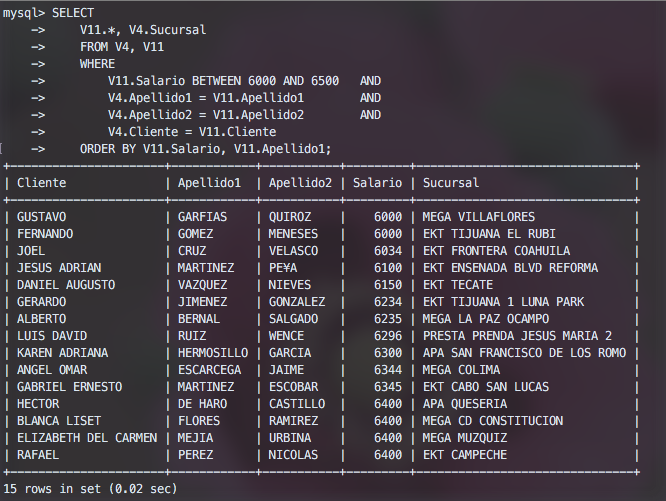 mysql> SELECT
    ->     V11.*, V4.Sucursal
    ->     FROM V4, V11
    ->     WHERE
    ->         V11.Salario BETWEEN 6000 AND 6500   AND
    ->         V4.Apellido1 = V11.Apellido1        AND
    ->         V4.Apellido2 = V11.Apellido2        AND
    ->         V4.Cliente = V11.Cliente
    ->     ORDER BY V11.Salario, V11.Apellido1;
+----------------------+------------+-----------+---------+-----------------------------+
| Cliente              | Apellido1  | Apellido2 | Salario | Sucursal                    |
+----------------------+------------+-----------+---------+-----------------------------+
| GUSTAVO              | GARFIAS    | QUIROZ    |    6000 | MEGA VILLAFLORES            |
| FERNANDO             | GOMEZ      | MENESES   |    6000 | EKT TIJUANA EL RUBI         |
| JOEL                 | CRUZ       | VELASCO   |    6034 | EKT FRONTERA COAHUILA       |
| JESUS ADRIAN         | MARTINEZ   | PE¥A      |    6100 | EKT ENSENADA BLVD REFORMA   |
| DANIEL AUGUSTO       | VAZQUEZ    | NIEVES    |    6150 | EKT TECATE                  |
| GERARDO              | JIMENEZ    | GONZALEZ  |    6234 | EKT TIJUANA 1 LUNA PARK     |
| ALBERTO              | BERNAL     | SALGADO   |    6235 | MEGA LA PAZ OCAMPO          |
| LUIS DAVID           | RUIZ       | WENCE     |    6296 | PRESTA PRENDA JESUS MARIA 2 |
| KAREN ADRIANA        | HERMOSILLO | GARCIA    |    6300 | APA SAN FRANCISCO DE LOS ROMO |
| ANGEL OMAR           | ESCARCEGA  | JAIME     |    6344 | MEGA COLIMA                 |
| GABRIEL ERNESTO      | MARTINEZ   | ESCOBAR   |    6345 | EKT CABO SAN LUCAS          |
| HECTOR               | DE HARO    | CASTILLO  |    6400 | APA QUESERIA                |
| BLANCA LISET         | FLORES     | RAMIREZ   |    6400 | MEGA CD CONSTITUCION        |
| ELIZABETH DEL CARMEN | MEJIA      | URBINA    |    6400 | MEGA MUZQUIZ                |
| RAFAEL               | PEREZ      | NICOLAS   |    6400 | EKT CAMPECHE                |
+----------------------+------------+-----------+---------+-----------------------------+
15 rows in set (0.02 sec)